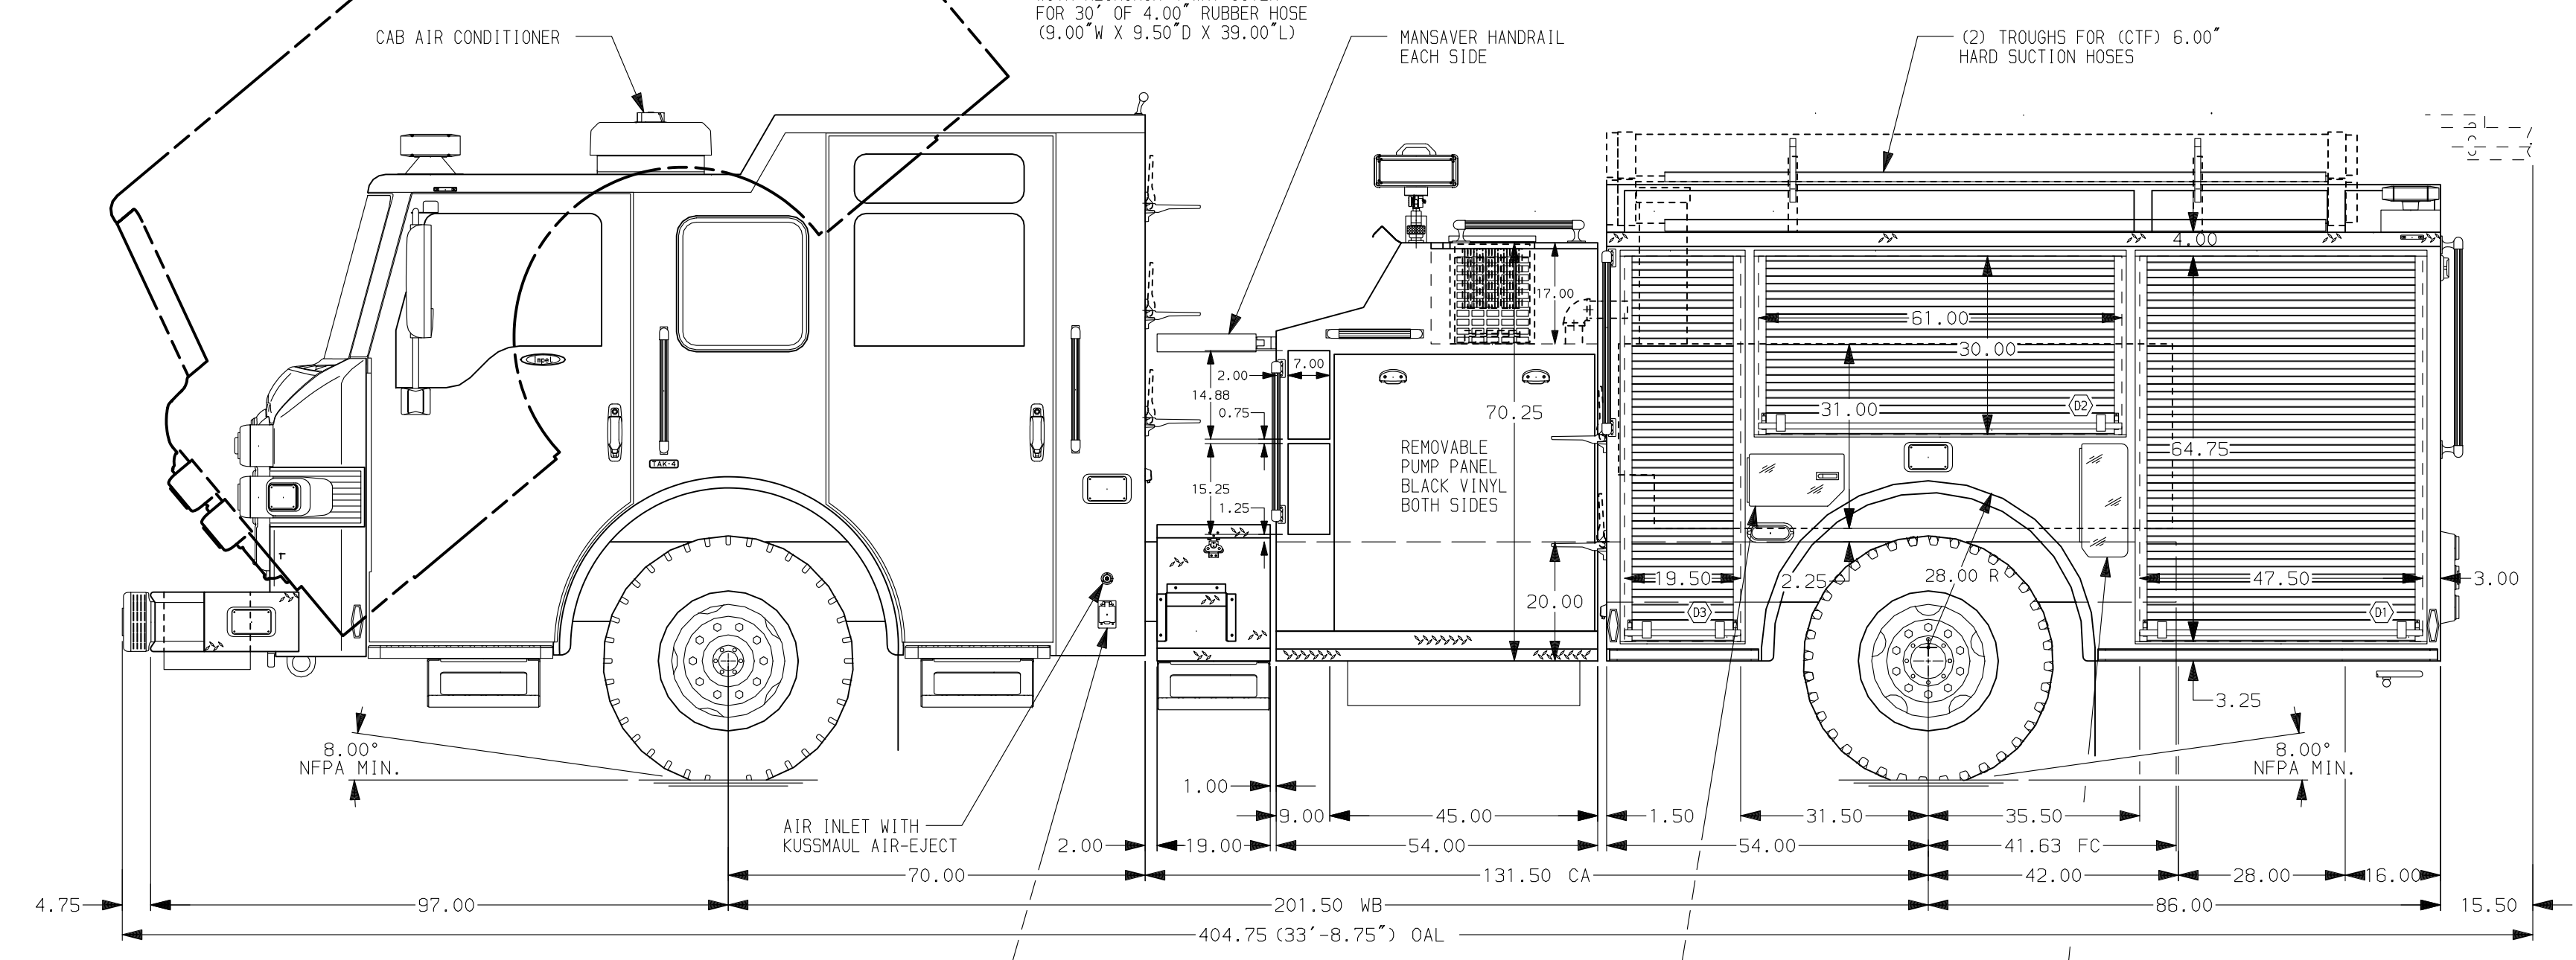 FOR 30' OF 4.00" RUBBER HOSE
(9.00"W X 9.50"D X 39.00"L)
CAB AIR CONDITIONER
MANSAVER HANDRAIL
EACH SIDE
(2) TROUGHS FOR (CTF) 6.00"
HARD SUCTION HOSES
4.00
17.00
61.00
30.00
Impel
7.00
2.00
14.88
0.75
70.25
31.00
D2
64.75
REMOVABLE
PUMP PANEL
BLACK VINYL
BOTH SIDES
TAK-4
15.25
1.25
19.50
2.25
28.00 R
47.50
3.00
20.00
D3
D1
3.25
8.00°
NFPA MIN.
8.00°
NFPA MIN.
1.00
9.00
45.00
1.50
31.50
35.50
AIR INLET WITH
KUSSMAUL AIR-EJECT
2.00
19.00
54.00
54.00
41.63 FC
70.00
131.50 CA
42.00
28.00
16.00
4.75
97.00
201.50 WB
86.00
15.50
404.75 (33'-8.75") OAL